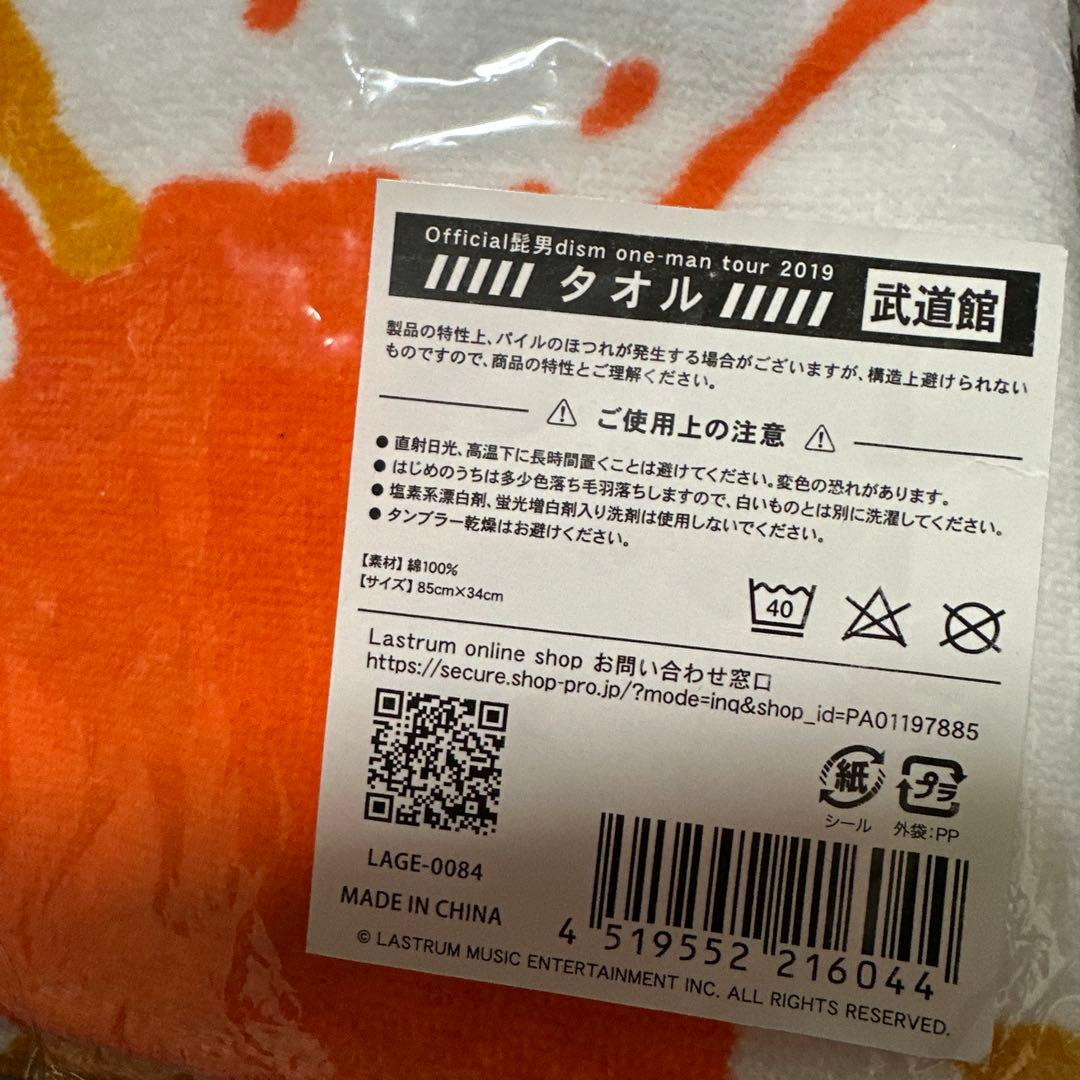 Official髭男dism one-man tour 2019
タオル
武道館
製品の特性上、パイルのほつれが発生する場合がございますが、構造上避けられない
ものですので、商品の特性とご理解ください。
ご使用上の注意
● 直射日光、高温下に長時間置くことは避けてください。変色の恐れがあります。
● はじめのうちは多少色落ち毛羽落ちしますので、白いものとは別に洗濯してください。
● 塩素系漂白剤、蛍光増白剤入り洗剤は使用しないでください。
● タンブラー乾燥はお避けください。
【素材】綿100%
【サイズ】85cm×34cm
40
Lastrum online shop お問い合わせ窓口
https://secure.shop-pro.jp/?mode=inq&shop_id=PA01197885
紙
シール
プラ
外袋:PP
LAGE-0084
MADE IN CHINA
4 519552 216044
© LASTRUM MUSIC ENTERTAINMENT INC. ALL RIGHTS RESERVED.